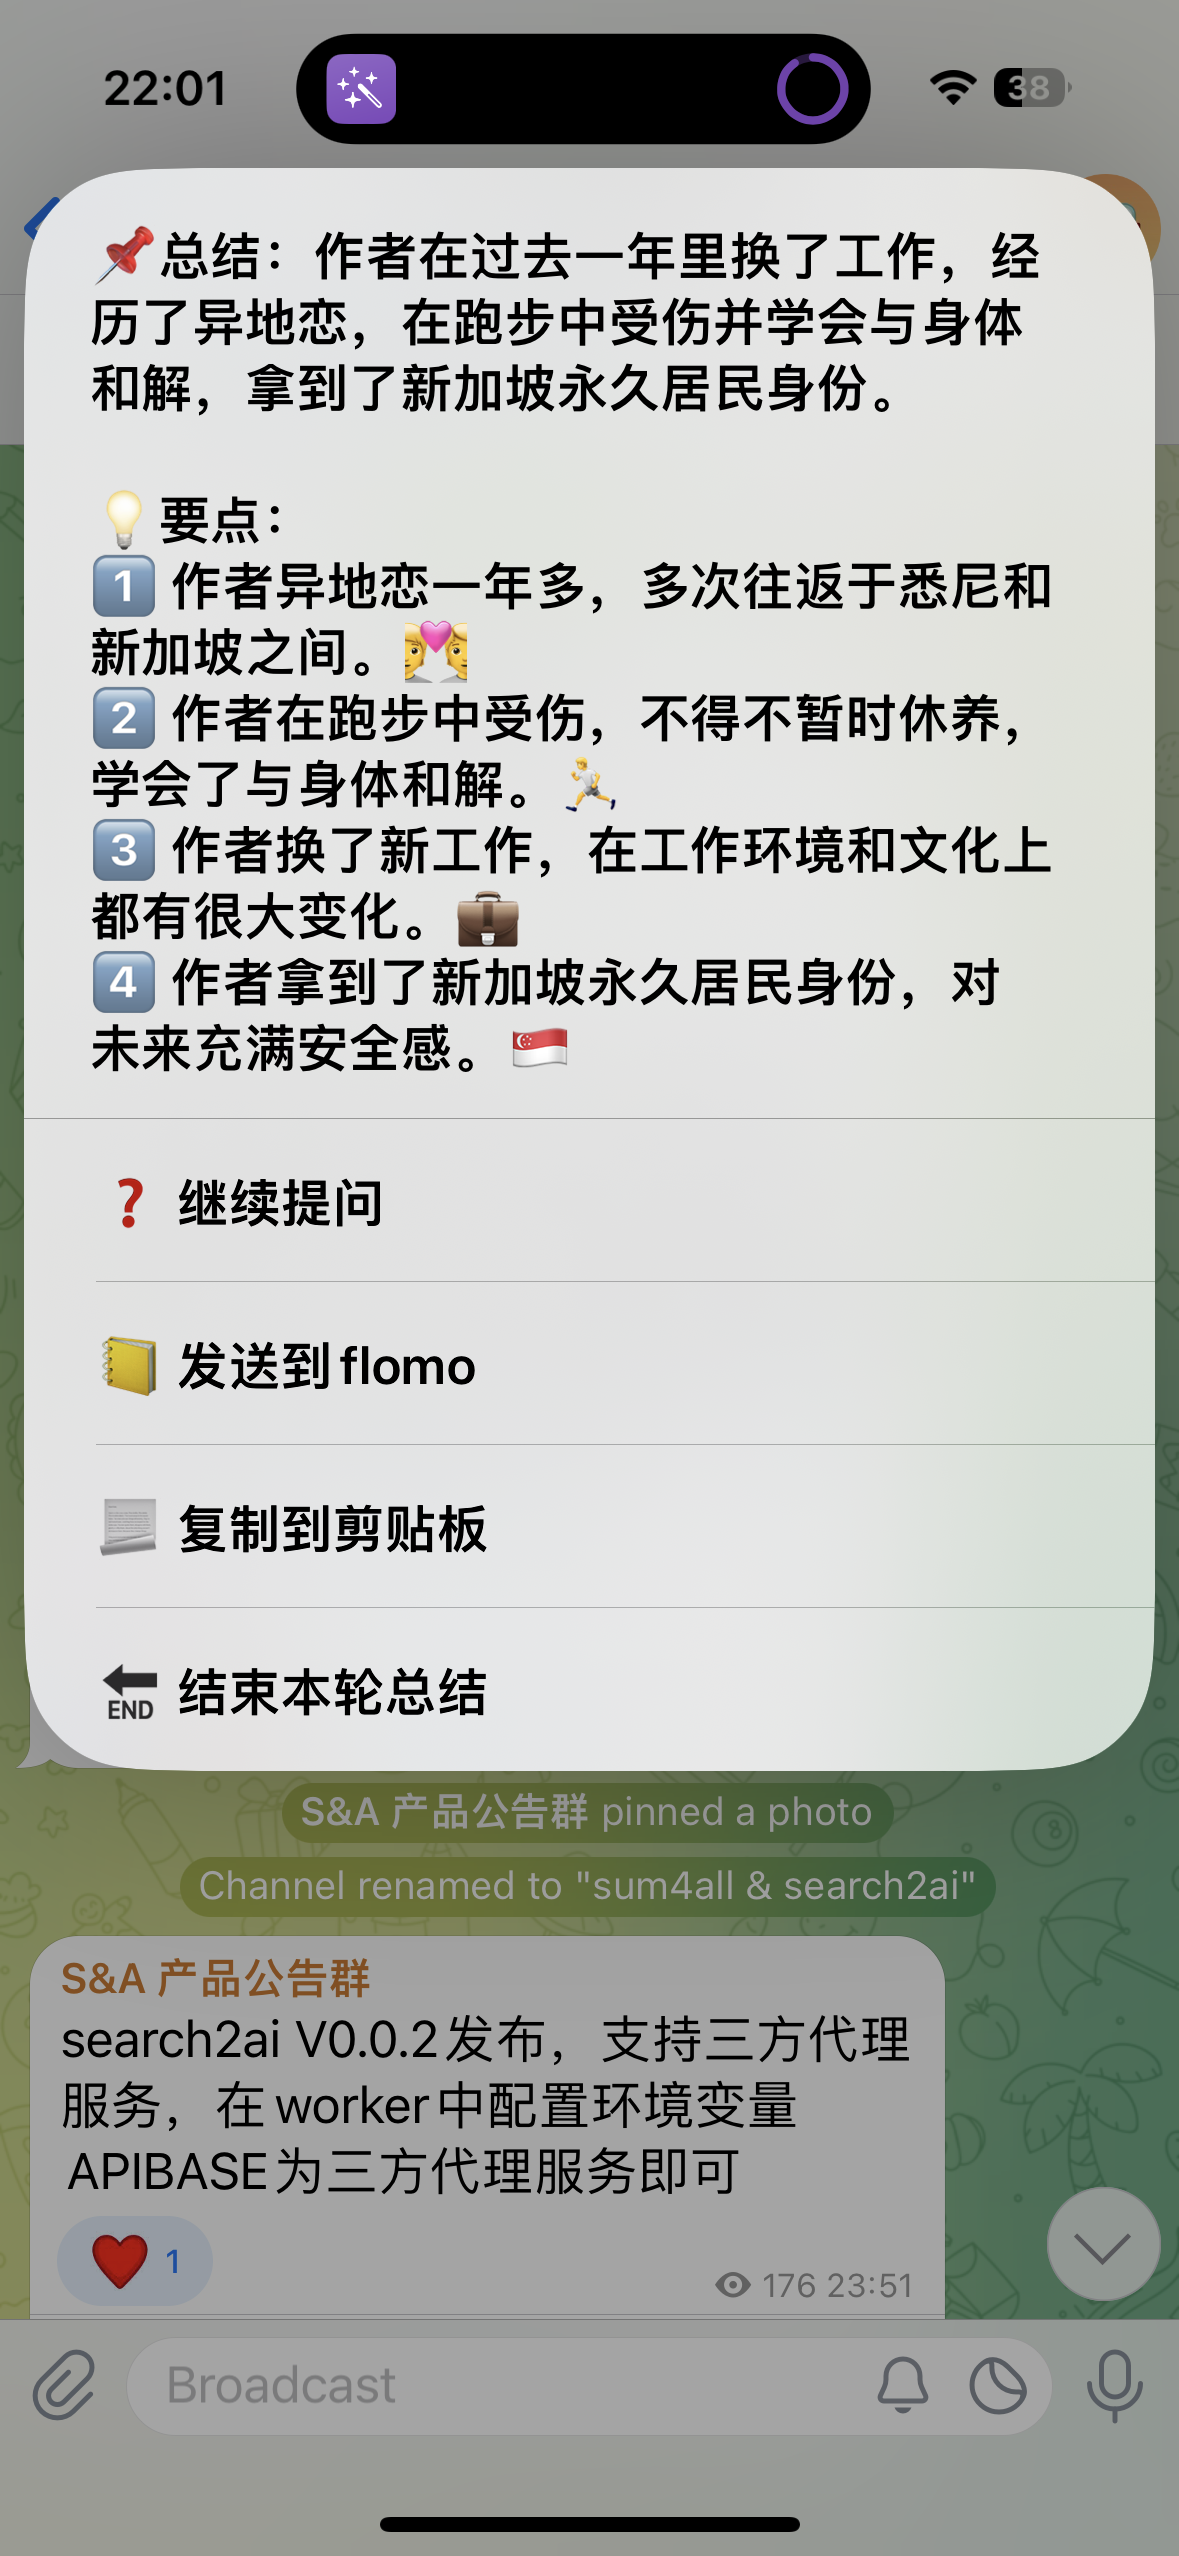 22:01
38
📌总结：作者在过去一年里换了工作，经
历了异地恋，在跑步中受伤并学会与身体
和解，拿到了新加坡永久居民身份。
💡要点：
1️⃣ 作者异地恋一年多，多次往返于悉尼和
新加坡之间。👩‍❤️‍👩
2️⃣ 作者在跑步中受伤，不得不暂时休养，
学会了与身体和解。🏃
3️⃣ 作者换了新工作，在工作环境和文化上
都有很大变化。💼
4️⃣ 作者拿到了新加坡永久居民身份，对
未来充满安全感。🇸🇬
❓ 继续提问
📒 发送到flomo
📃 复制到剪贴板
🔚 结束本轮总结
S&A 产品公告群 pinned a photo
Channel renamed to "sum4all & search2ai"
S&A 产品公告群
search2ai V0.0.2发布，支持三方代理
服务，在worker中配置环境变量
APIBASE为三方代理服务即可
❤️ 1
176 23:51
Broadcast